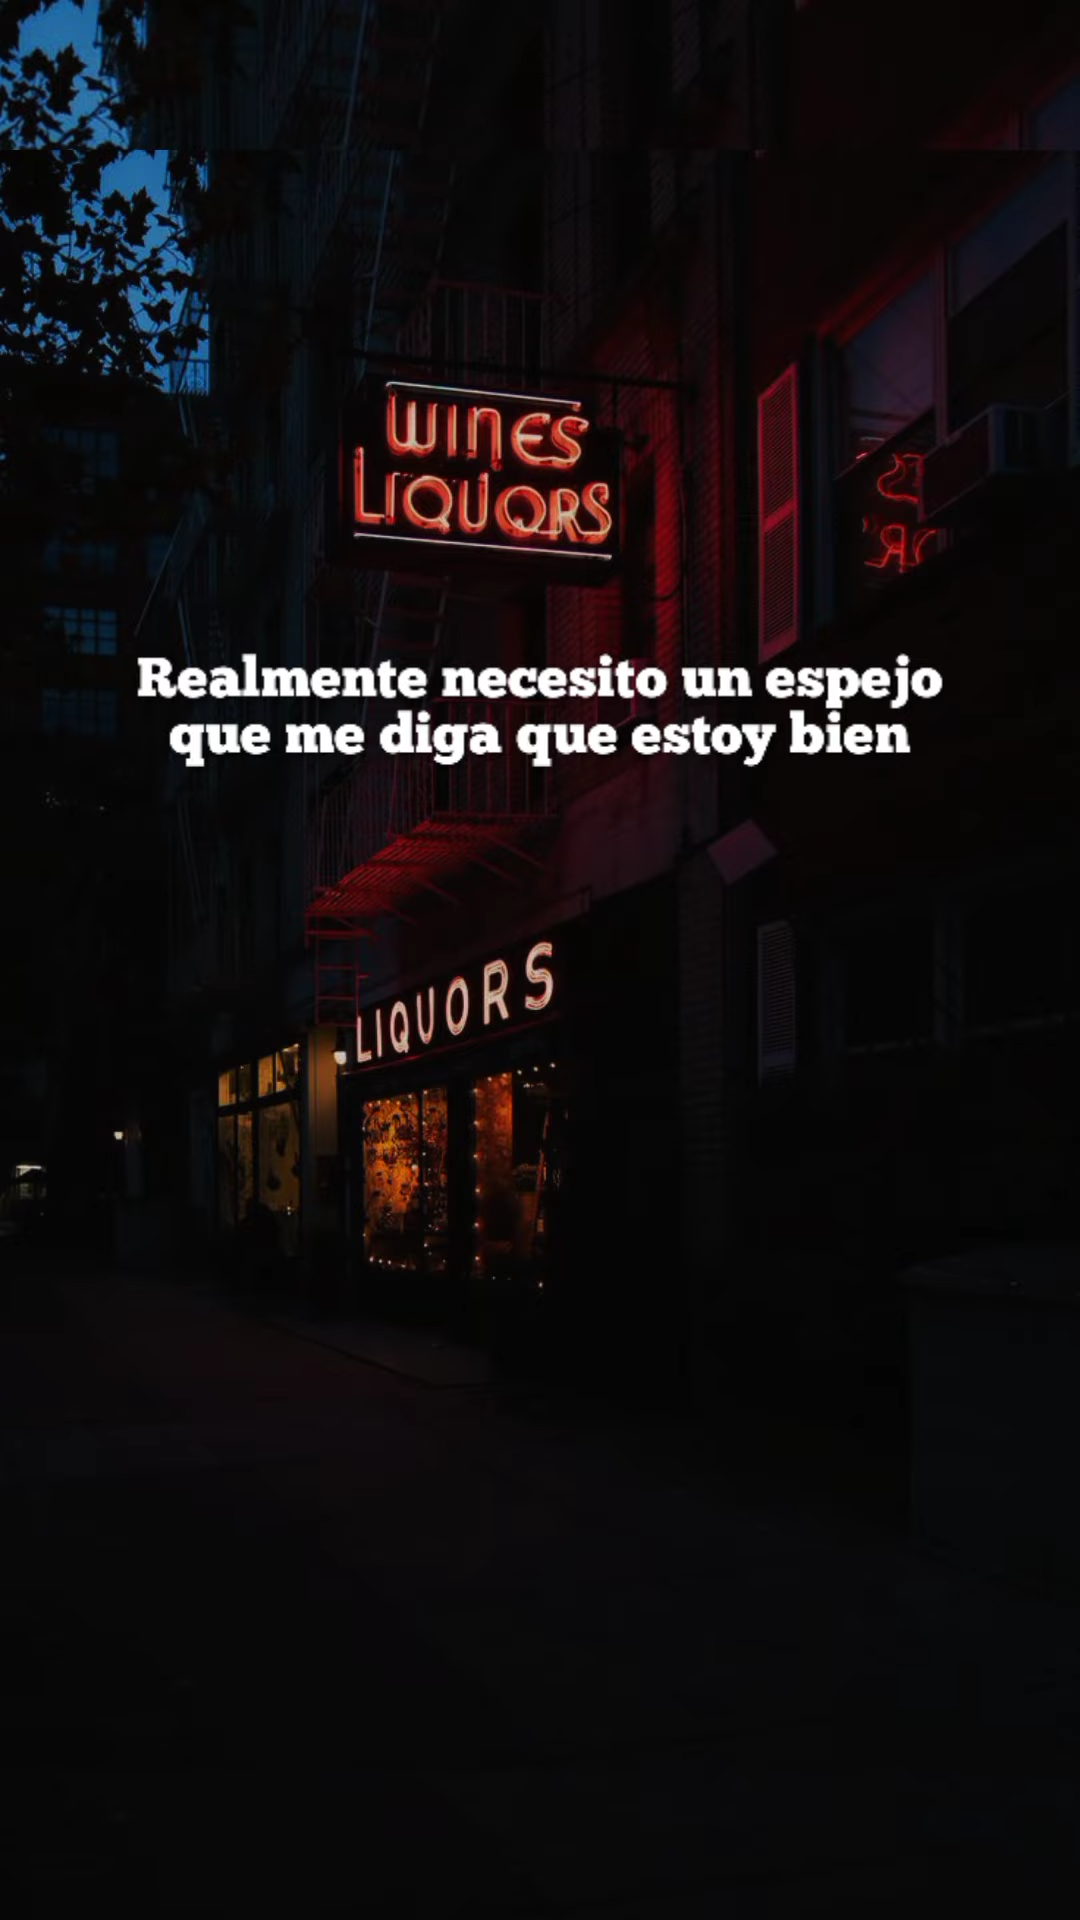 WINES
LIQUORS
Realmente necesito un espejo
que me diga que estoy bien
LIQUORS